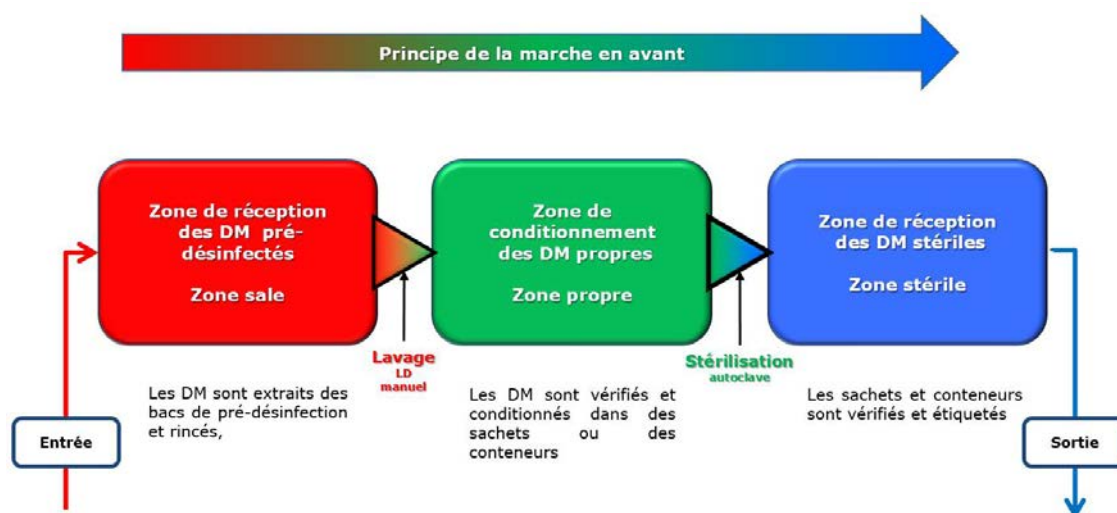 Principe de la marche en avant
Zone de réception
des DM pré-
désinfectés
Zone sale
Zone de
conditionnement
des DM propres
Zone propre
Zone de réception
des DM stériles
Zone stérile
Lavage
LD
manuel
Stérilisation
autoclave
Les DM sont extraits des
bacs de pré-désinfection
et rincés,
Les DM sont vérifiés et
conditionnés dans des
sachets ou des
conteneurs
Les sachets et conteneurs
sont vérifiés et étiquetés
Entrée
Sortie